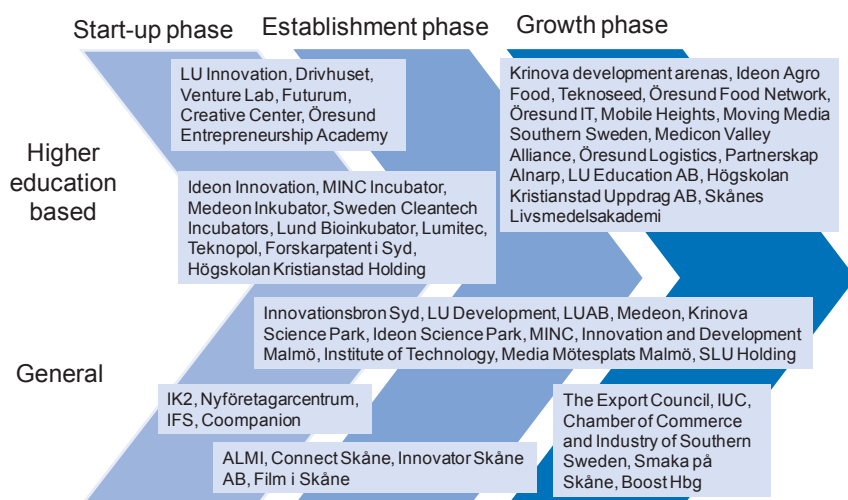 Start-up phase
Establishment phase
Growth phase
Higher
education
based
LU Innovation, Drivhuset,
Venture Lab, Futurum,
Creative Center, Öresund
Entrepreneurship Academy
Krinova development arenas, Ideon Agro
Food, Teknoseed, Öresund Food Network,
Öresund IT, Mobile Heights, Moving Media
Southern Sweden, Medicon Valley
Alliance, Öresund Logistics, Partnerskap
Alnarp, LU Education AB, Högskolan
Kristianstad Uppdrag AB, Skånes
Livsmedelsakademi
Ideon Innovation, MINC Incubator,
Medeon Inkubator, Sweden Cleantech
Incubators, Lund Bioinkubator, Lumitec,
Teknopol, Forskarpatent i Syd,
Högskolan Kristianstad Holding
General
Innovationsbron Syd, LU Development, LUAB, Medeon, Krinova
Science Park, Ideon Science Park, MINC, Innovation and Development
Malmö, Institute of Technology, Media Mötesplats Malmö, SLU Holding
IK2, Nyföretagarcentrum,
IFS, Coompanion
The Export Council, IUC,
Chamber of Commerce
and Industry of Southern
Sweden, Smaka på
Skåne, Boost Hbg
ALMI, Connect Skåne, Innovator Skåne
AB, Film i Skåne